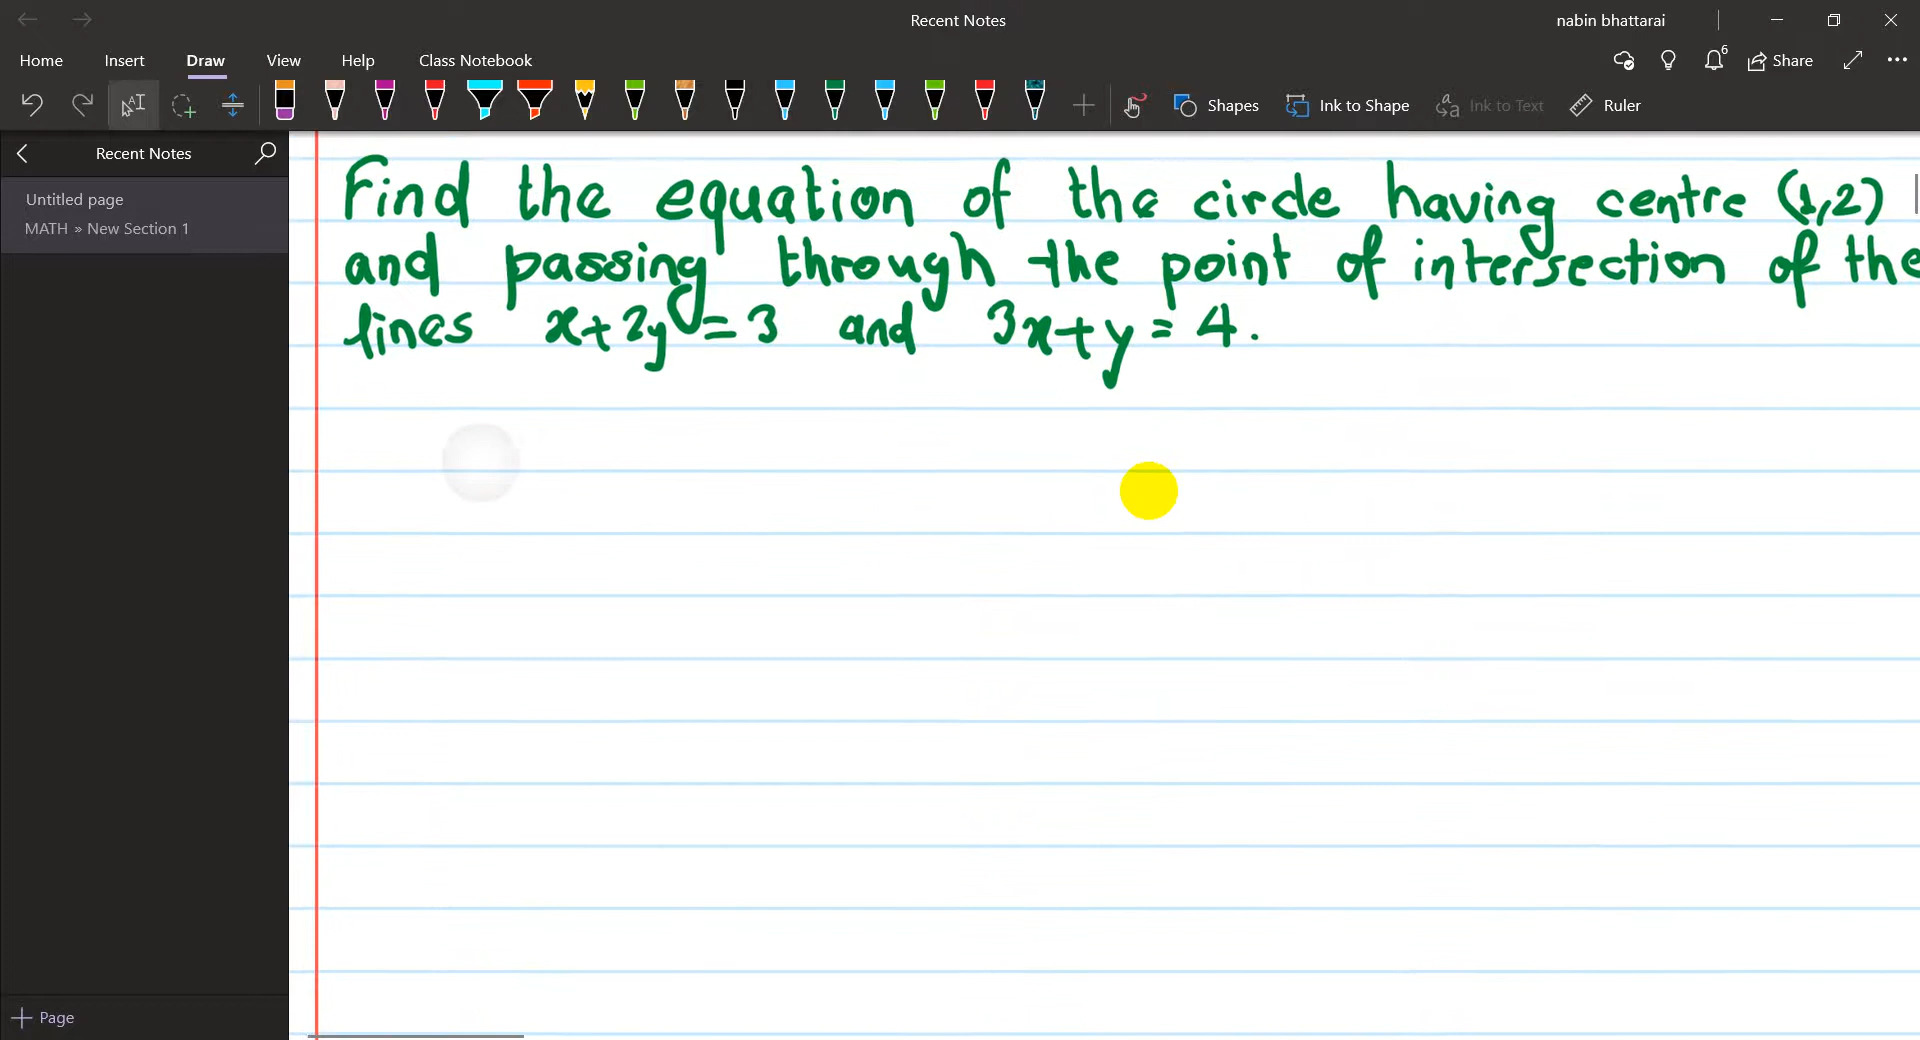 Recent Notes
nabin bhattarai
Home Insert Draw View Help Class Notebook
6
Share
Shapes Ink to Shape Ink to Text Ruler
Recent Notes
Untitled page
MATH » New Section 1
Find the equation of the circle having centre (1,2)
and passing through the point of intersection of the
lines x+2y=3 and 3x+y=4.
+ Page